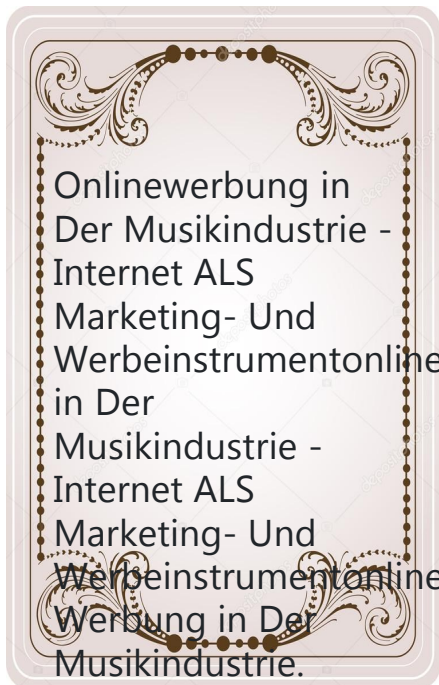 Onlinewerbung in
Der Musikindustrie -
Internet ALS
Marketing- Und
Werbeinstrumentonline
in Der
Musikindustrie -
Internet ALS
Marketing- Und
Werbeinstrumentonline
Werbung in Der
Musikindustrie.